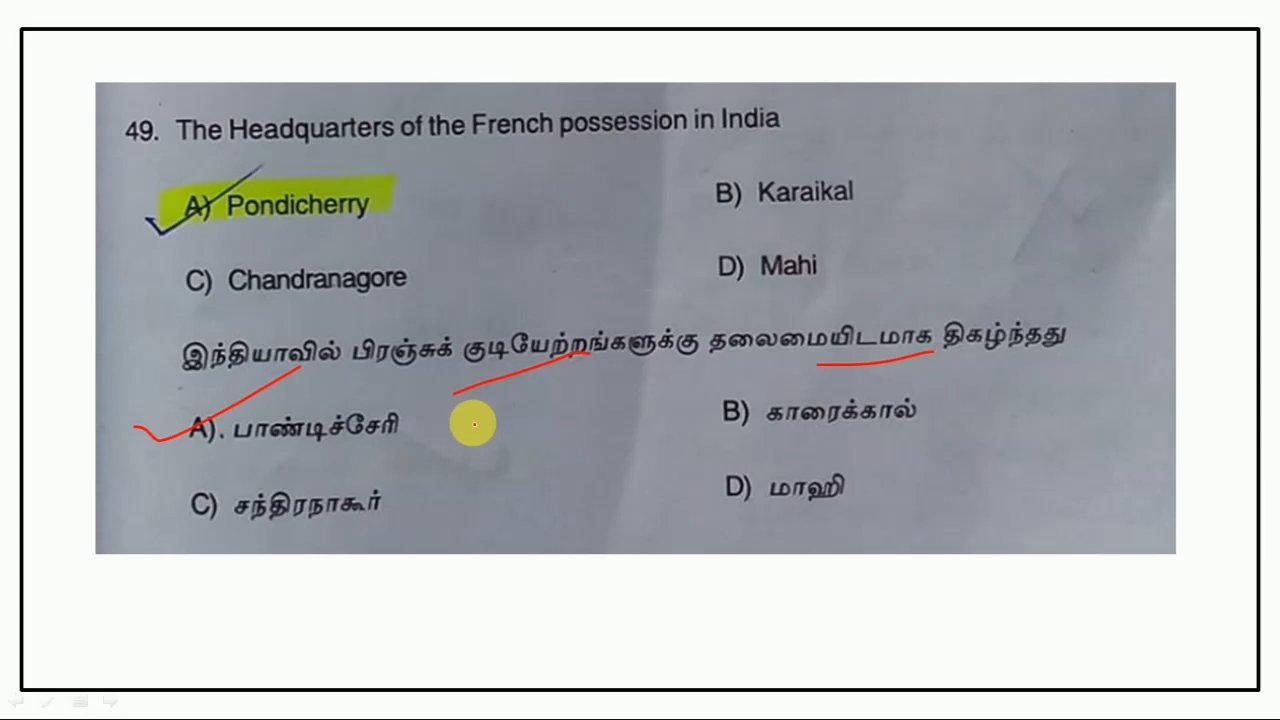 49. The Headquarters of the French possession in India
A) Pondicherry
B) Karaikal
C) Chandranagore
D) Mahi
இந்தியாவில் பிரஞ்சுக் குடியேற்றங்களுக்கு தலைமையிடமாக திகழ்ந்தது
A). பாண்டிச்சேரி
B) காரைக்கால்
C) சந்திரநாகூர்
D) மாஹி